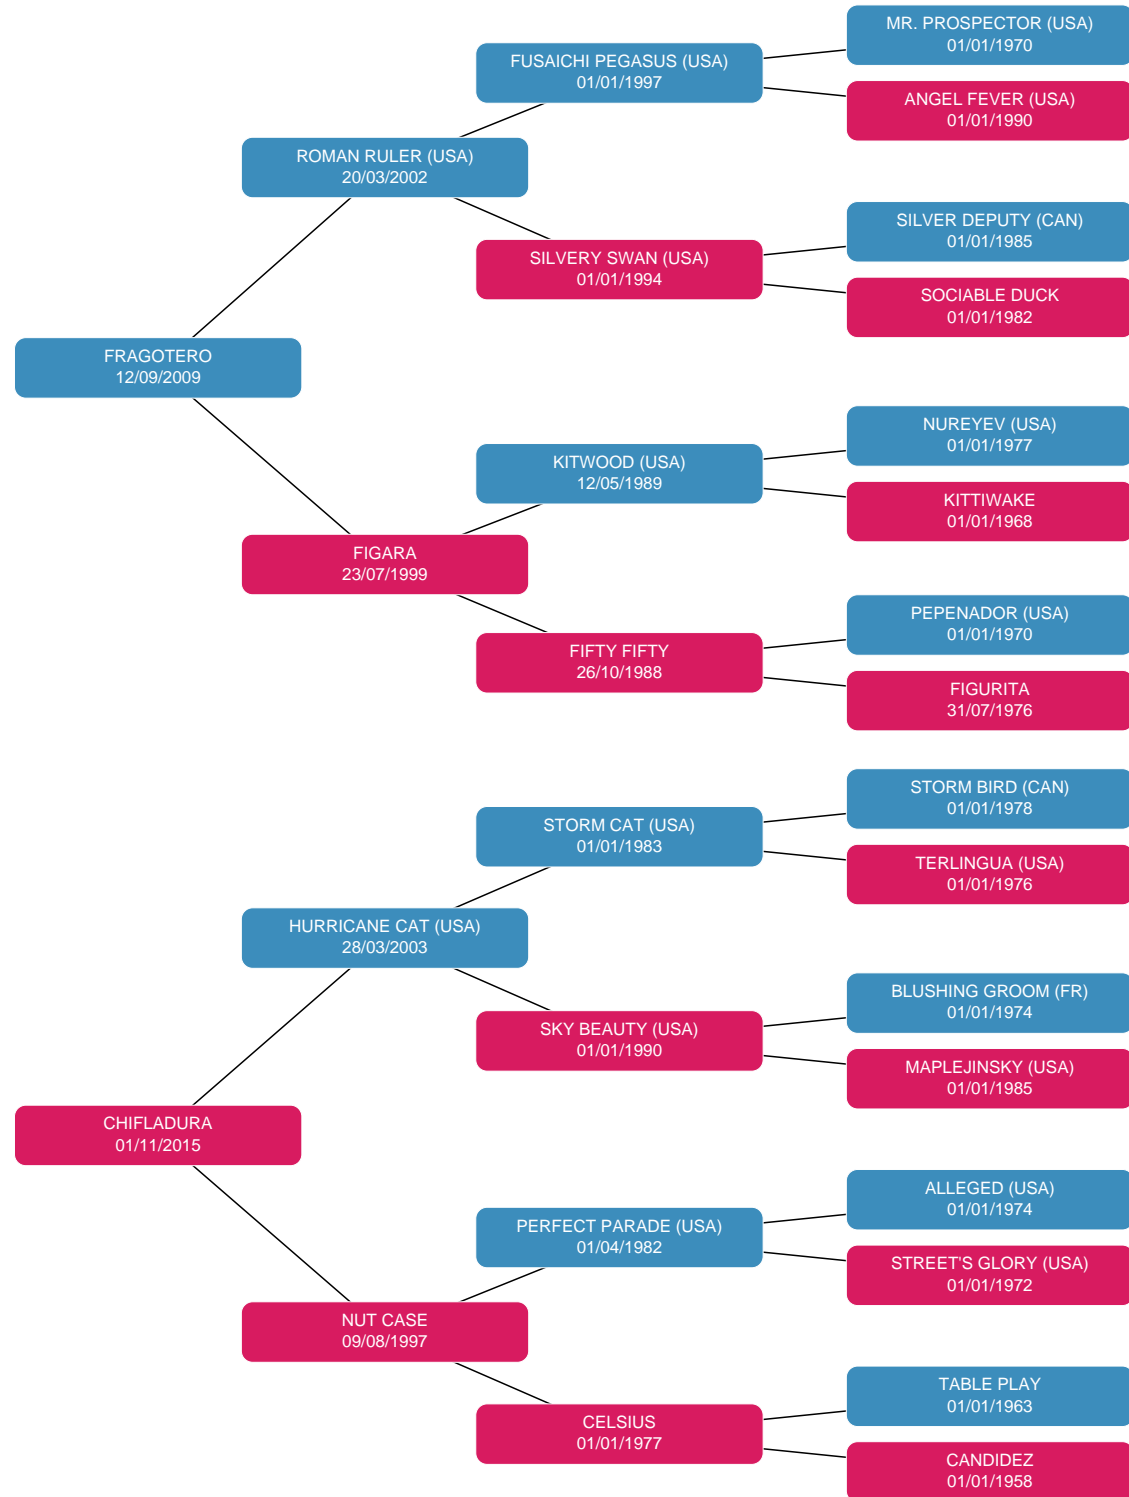 MR. PROSPECTOR (USA)
01/01/1970
FUSAICHI PEGASUS (USA)
01/01/1997
ANGEL FEVER (USA)
01/01/1990
ROMAN RULER (USA)
20/03/2002
SILVER DEPUTY (CAN)
01/01/1985
SILVERY SWAN (USA)
01/01/1994
SOCIABLE DUCK
01/01/1982
FRAGOTERO
12/09/2009
NUREYEV (USA)
01/01/1977
KITWOOD (USA)
12/05/1989
KITTIWAKE
01/01/1968
FIGARA
23/07/1999
PEPENADOR (USA)
01/01/1970
FIFTY FIFTY
26/10/1988
FIGURITA
31/07/1976
STORM BIRD (CAN)
01/01/1978
STORM CAT (USA)
01/01/1983
TERLINGUA (USA)
01/01/1976
HURRICANE CAT (USA)
28/03/2003
BLUSHING GROOM (FR)
01/01/1974
SKY BEAUTY (USA)
01/01/1990
MAPLEJINSKY (USA)
01/01/1985
CHIFLADURA
01/11/2015
ALLEGED (USA)
01/01/1974
PERFECT PARADE (USA)
01/04/1982
STREET'S GLORY (USA)
01/01/1972
NUT CASE
09/08/1997
TABLE PLAY
01/01/1963
CELSIUS
01/01/1977
CANDIDEZ
01/01/1958